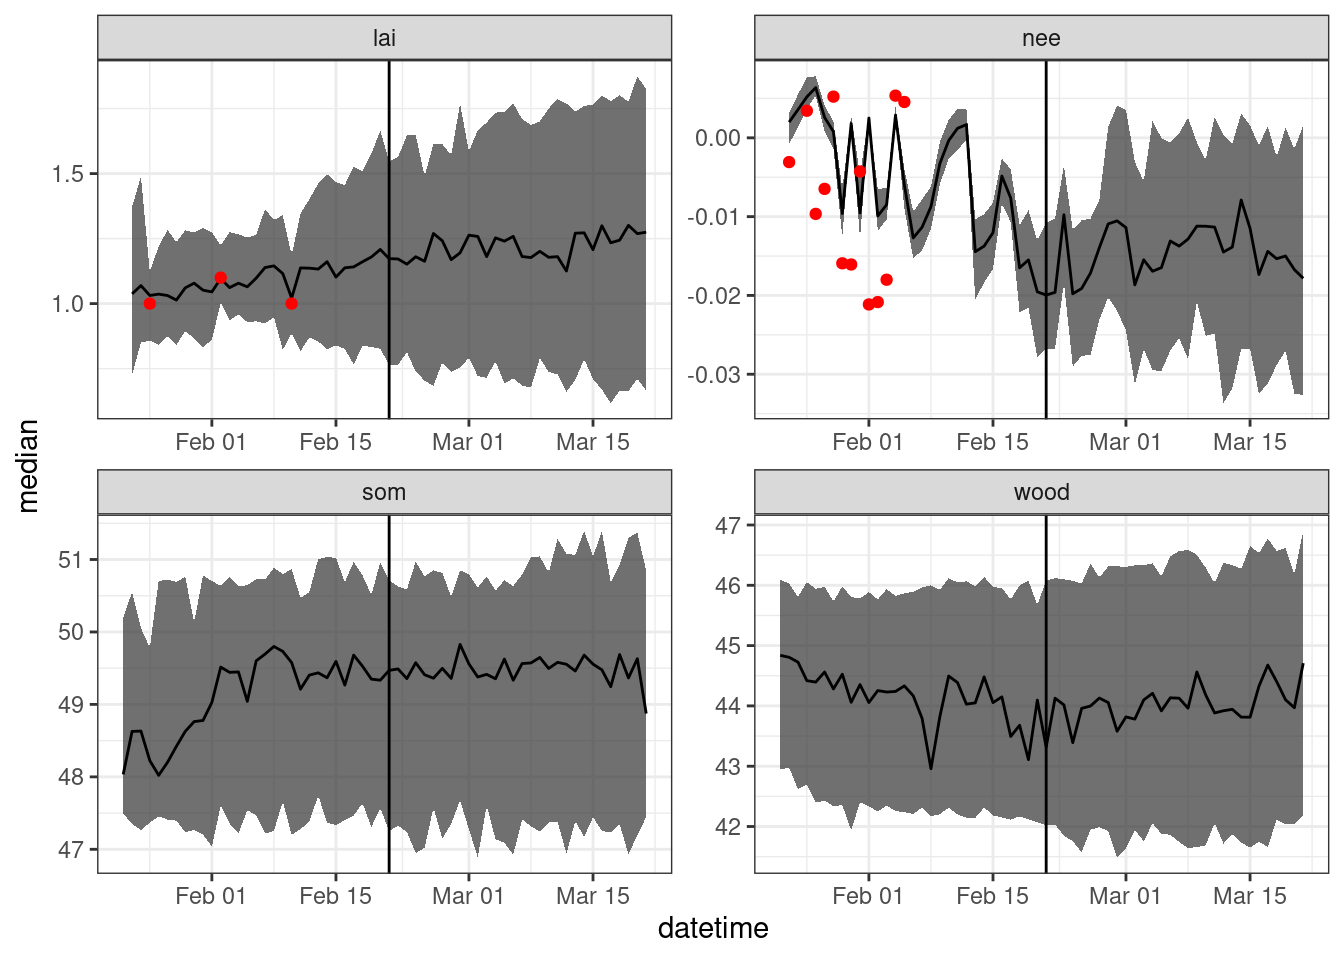 lai
nee
1.5
1.0
0.00
-0.01
-0.02
-0.03
Feb 01 Feb 15 Mar 01 Mar 15
Feb 01 Feb 15 Mar 01 Mar 15
median
som
wood
51
50
49
48
47
47
46
45
44
43
42
Feb 01 Feb 15 Mar 01 Mar 15
Feb 01 Feb 15 Mar 01 Mar 15
datetime